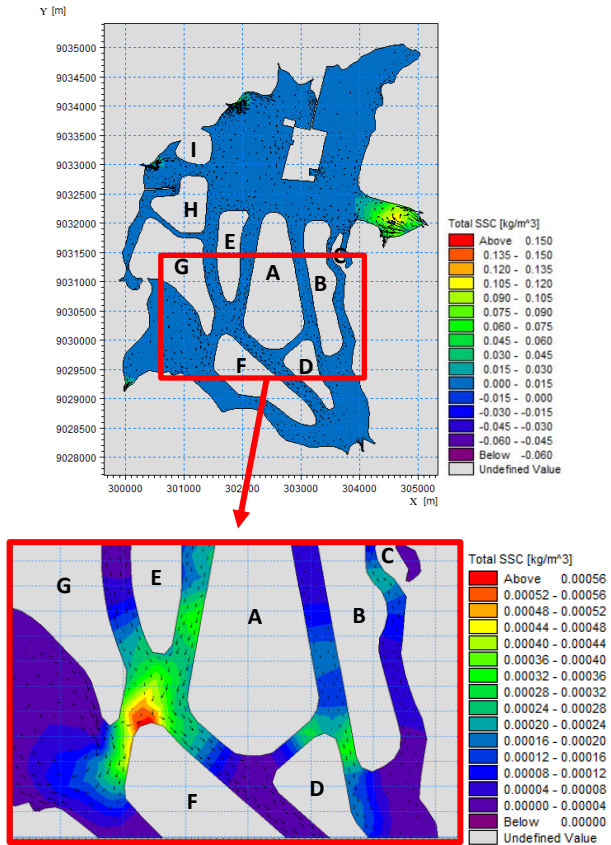 Y [m]
9035000
9034500
9034000
9033500
9033000
9032500
9032000
9031500
9031000
9030500
9030000
9029500
9029000
9028500
9028000
300000 301000 302000 303000 304000 305000
X [m]
I
H
E
G
A
C
B
F
D
Total SSC [kg/m^3]
Above 0.150
0.135 - 0.150
0.120 - 0.135
0.105 - 0.120
0.090 - 0.105
0.075 - 0.090
0.060 - 0.075
0.045 - 0.060
0.030 - 0.045
0.015 - 0.030
0.000 - 0.015
-0.015 - 0.000
-0.030 - -0.015
-0.045 - -0.030
-0.060 - -0.045
Below -0.060
Undefined Value
G
E
A
C
B
D
F
Total SSC [kg/m^3]
Above 0.00056
0.00052 - 0.00056
0.00048 - 0.00052
0.00044 - 0.00048
0.00040 - 0.00044
0.00036 - 0.00040
0.00032 - 0.00036
0.00028 - 0.00032
0.00024 - 0.00028
0.00020 - 0.00024
0.00016 - 0.00020
0.00012 - 0.00016
0.00008 - 0.00012
0.00004 - 0.00008
0.00000 - 0.00004
Below 0.00000
Undefined Value